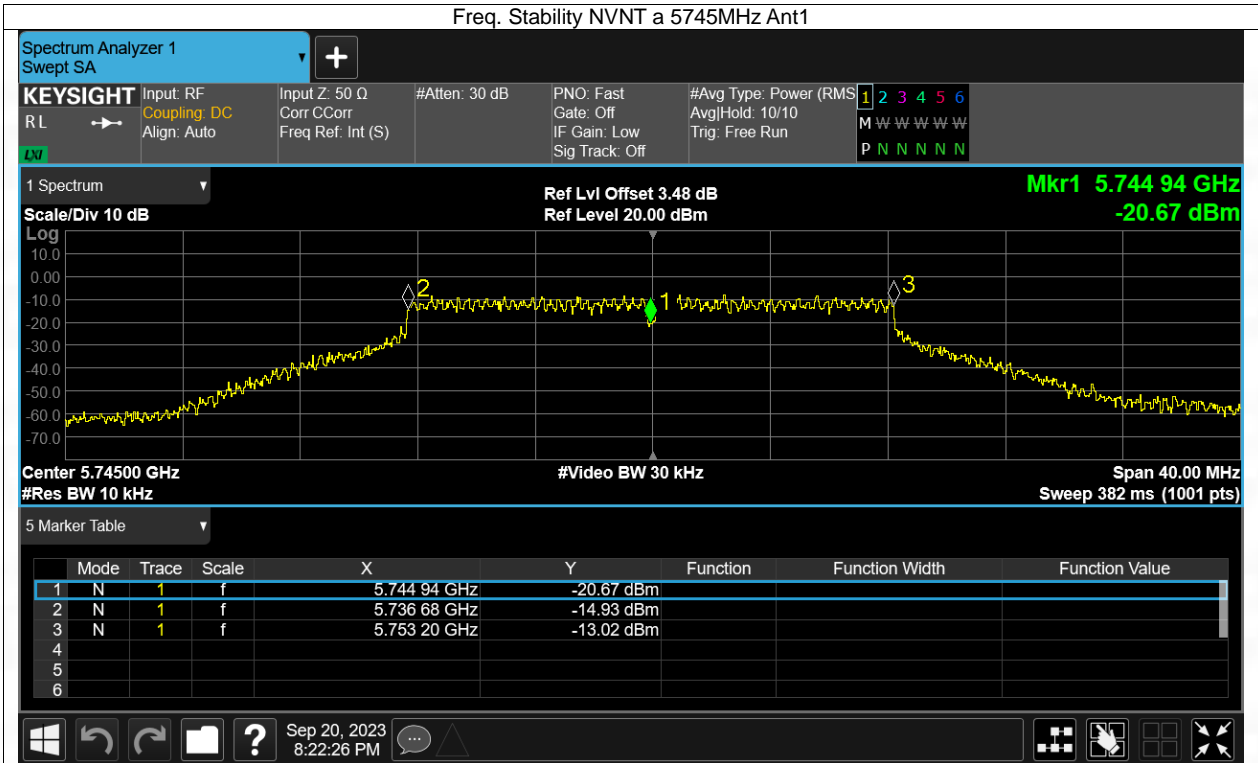 Freq. Stability NVNT a 5745MHz Ant1
Spectrum Analyzer 1
Swept SA
KEYSIGHT
R L
LXI
Input: RF
Coupling: DC
Align: Auto
Input Z: 50 Ω
Corr CCorr
Freq Ref: Int (S)
#Atten: 30 dB
PNO: Fast
Gate: Off
IF Gain: Low
Sig Track: Off
#Avg Type: Power (RMS
Avg|Hold: 10/10
Trig: Free Run
1 2 3 4 5 6
M W W W W W
P N N N N N
1 Spectrum
Scale/Div 10 dB
Ref Lvl Offset 3.48 dB
Ref Level 20.00 dBm
Mkr1 5.744 94 GHz
-20.67 dBm
Log
10.0
0.00
-10.0
-20.0
-30.0
-40.0
-50.0
-60.0
-70.0
2
1
3
Center 5.74500 GHz
#Res BW 10 kHz
#Video BW 30 kHz
Span 40.00 MHz
Sweep 382 ms (1001 pts)
5 Marker Table
Mode Trace Scale X Y Function Function Width Function Value
1 N 1 f 5.744 94 GHz -20.67 dBm
2 N 1 f 5.736 68 GHz -14.93 dBm
3 N 1 f 5.753 20 GHz -13.02 dBm
4
5
6
?
Sep 20, 2023
8:22:26 PM